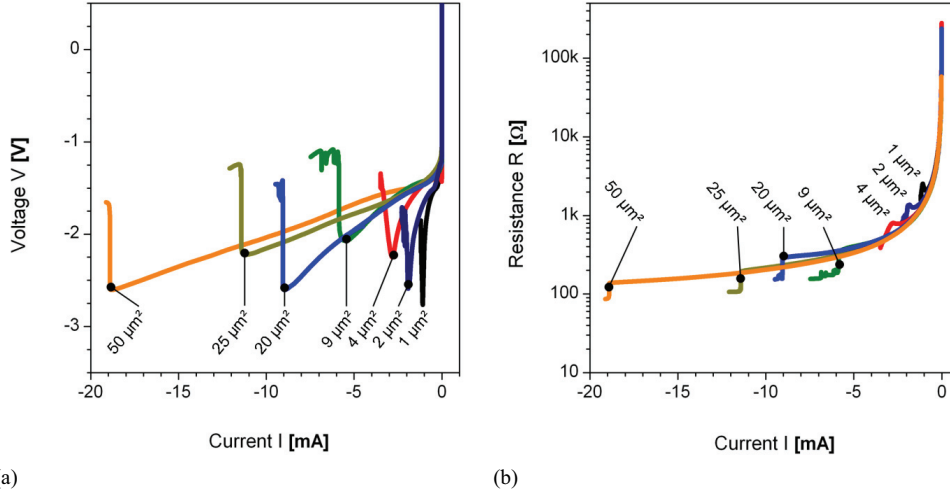 0
-1
-2
-3
Voltage V [V]
50 µm²
25 µm²
20 µm²
9 µm²
4 µm²
2 µm²
1 µm²
-20
-15
-10
-5
0
Current I [mA]
a)
100k
10k
1k
100
10
Resistance R [Ω]
50 µm²
25 µm²
20 µm²
9 µm²
4 µm²
2 µm²
1 µm²
-20
-15
-10
-5
0
Current I [mA]
(b)